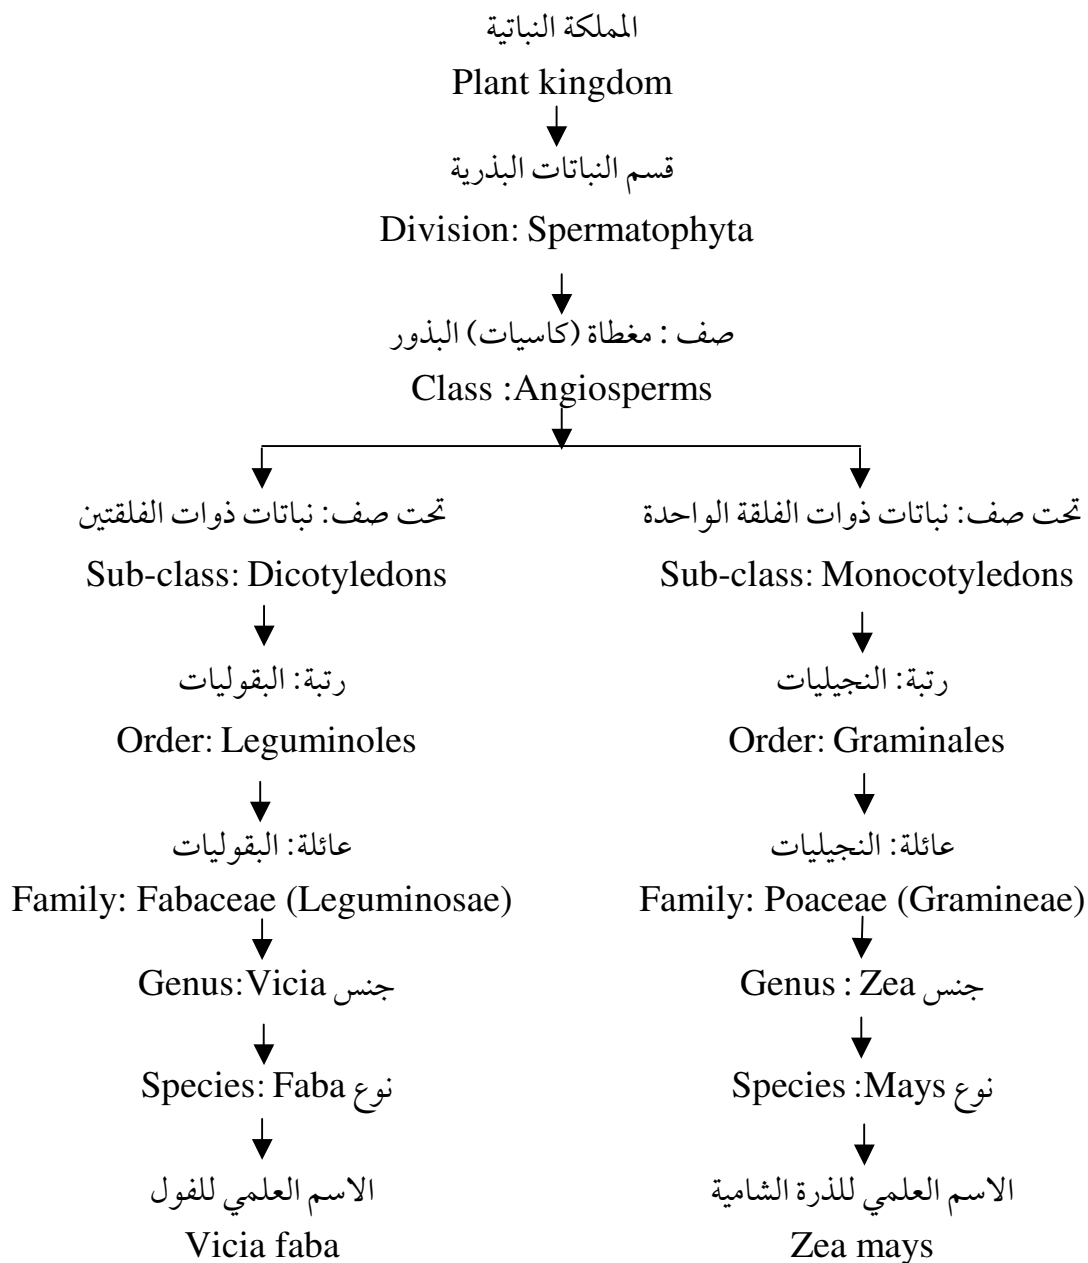 المملكة النباتية
Plant kingdom
قسم النباتات البذرية
Division: Spermatophyta
صف : مغطاة (كاسيات) البذور
Class :Angiosperms
تحت صف: نباتات ذوات الفلقتين
تحت صف: نباتات ذوات الفلقة الواحدة
Sub-class: Dicotyledons
Sub-class: Monocotyledons
رتبة: البقوليات
رتبة: النجيليات
Order: Leguminoles
Order: Graminales
عائلة: البقوليات
عائلة: النجيليات
Family: Fabaceae (Leguminosae)
Family: Poaceae (Gramineae)
Genus:Vicia جنس
Genus : Zea جنس
Species: Faba نوع
Species :Mays نوع
الاسم العلمي للفول
الاسم العلمي للذرة الشامية
Vicia faba
Zea mays